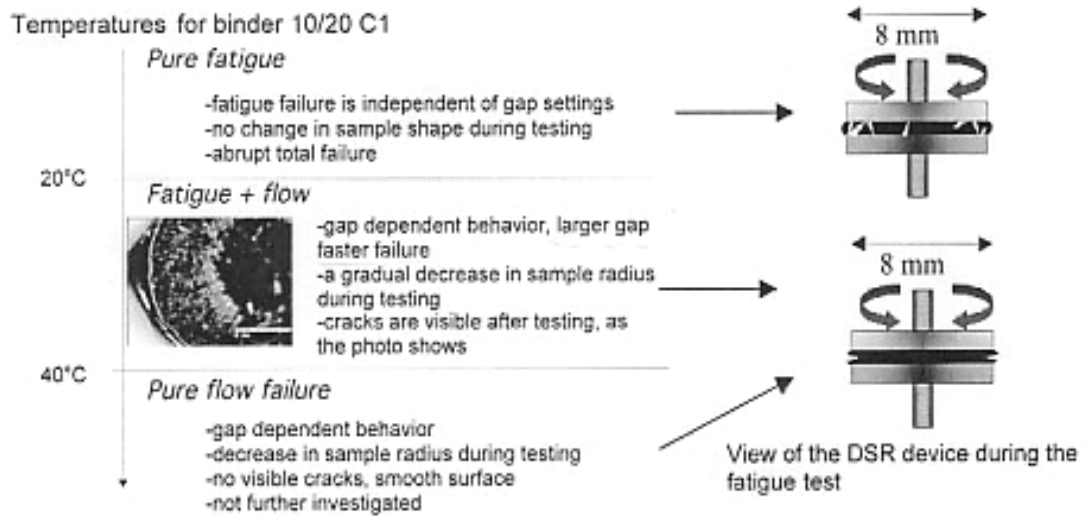 Temperatures for binder 10/20 C1
Pure fatigue
-fatigue failure is independent of gap settings
-no change in sample shape during testing
-abrupt total failure
20°C
Fatigue + flow
-gap dependent behavior, larger gap
faster failure
-a gradual decrease in sample radius
during testing
-cracks are visible after testing, as
the photo shows
40°C
Pure flow failure
-gap dependent behavior
-decrease in sample radius during testing
-no visible cracks, smooth surface
-not further investigated
8 mm
8 mm
View of the DSR device during the
fatigue test